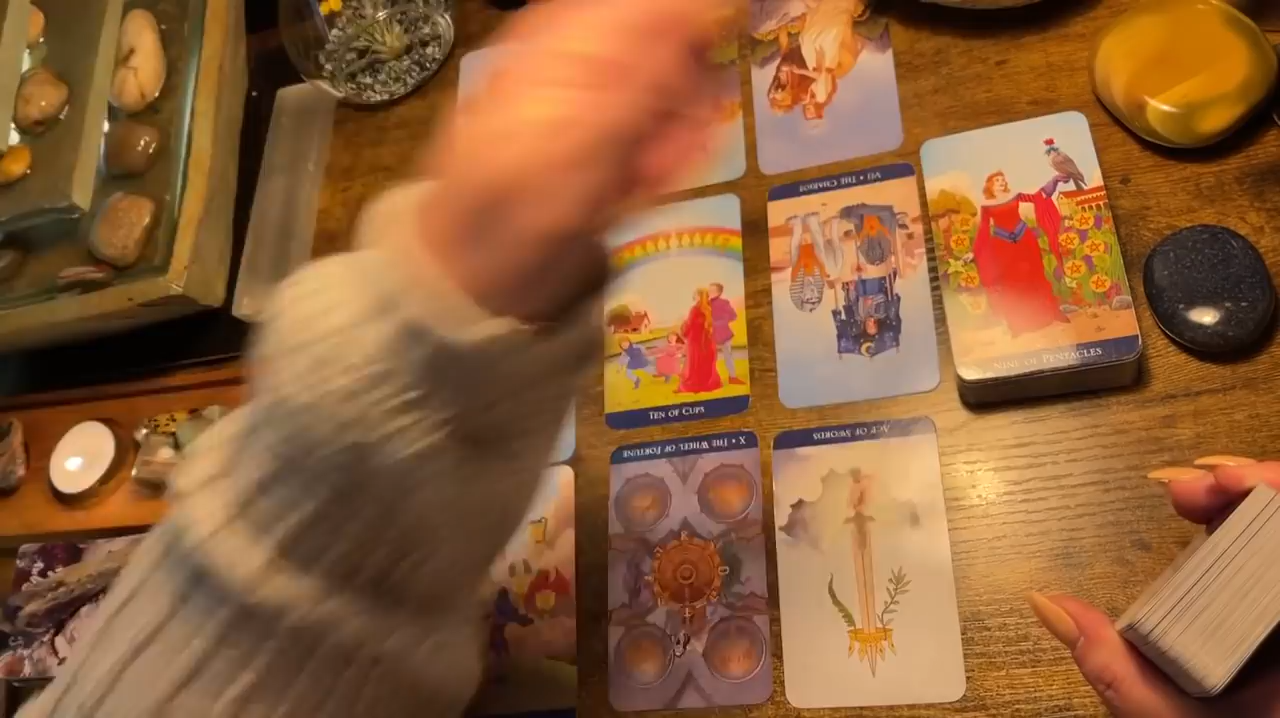 VII • THE CHARIOT
NINE OF PENTACLES
TEN OF CUPS
X • THE WHEEL OF FORTUNE
ACE OF SWORDS